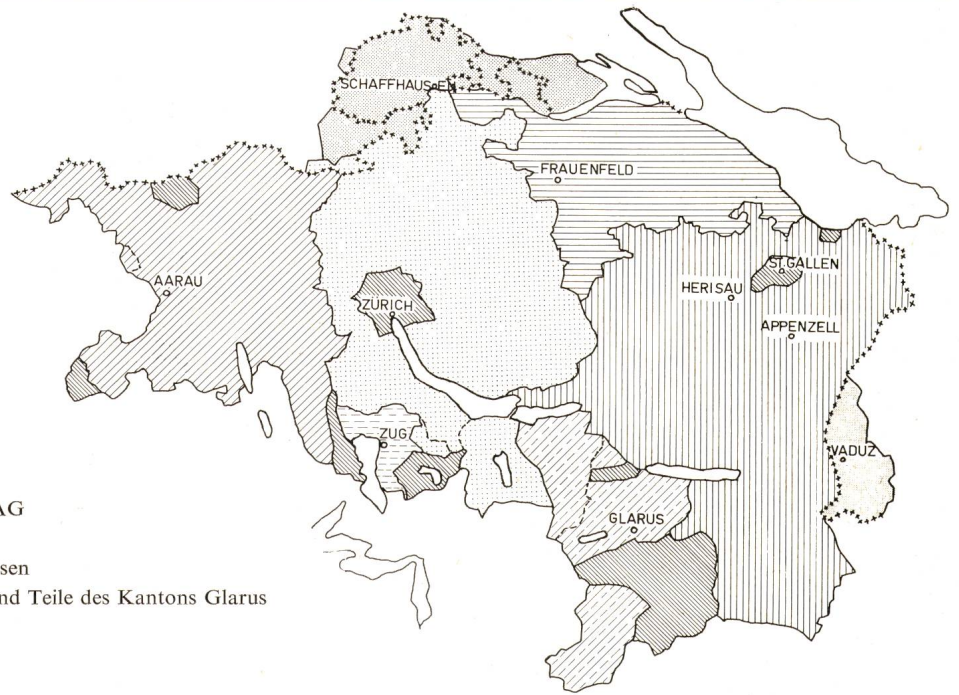 SCHAFFHAUSEN
FRAUENFELD
AARAU
ZÜRICH
ST.GALLEN
HERISAU
APPENZELL
ZUG
VADUZ
AG
GLARUS
sen
nd Teile des Kantons Glarus